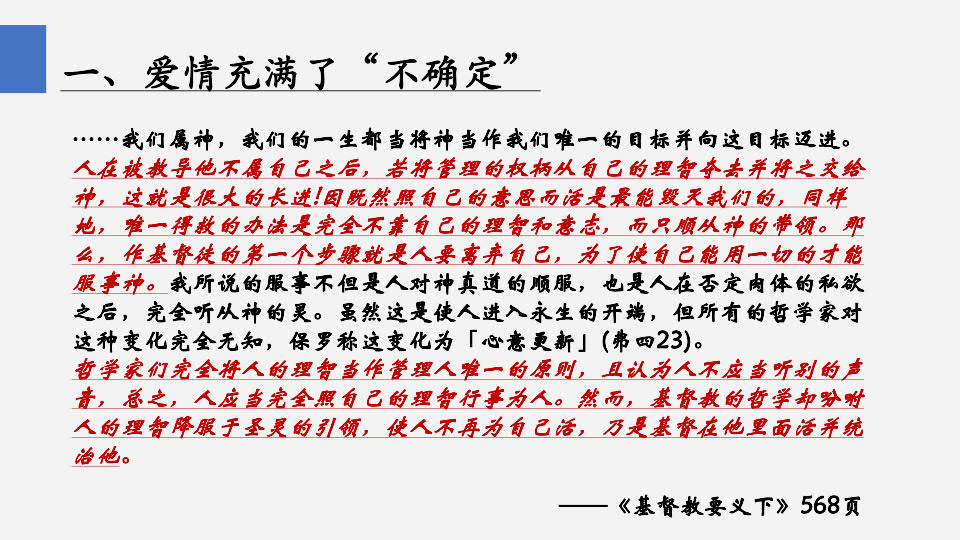 一、爱情充满了“不确定”
……我们属神，我们的一生都当将神当作我们唯一的目标并向这目标迈进。
人在被教导他不属自己之后，若将管理的权柄从自己的理智夺去并将之交给
神，这就是很大的长进!因既然照自己的意思而活是最能毁灭我们的，同样
地，唯一得救的办法是完全不靠自己的理智和意志，而只顺从神的带领。那
么，作基督徒的第一个步骤就是人要离弃自己，为了使自己能用一切的才能
服事神。我所说的服事不但是人对神真道的顺服，也是人在否定肉体的私欲
之后，完全听从神的灵。虽然这是使人进入永生的开端，但所有的哲学家对
这种变化完全无知，保罗称这变化为「心意更新」(弗四23)。
哲学家们完全将人的理智当作管理人唯一的原则，且认为人不应当听别的声
音，总之，人应当完全照自己的理智行事为人。然而，基督教的哲学却吩咐
人的理智降服于圣灵的引领，使人不再为自己活，乃是基督在他里面活并统
治他。
——《基督教要义下》568页